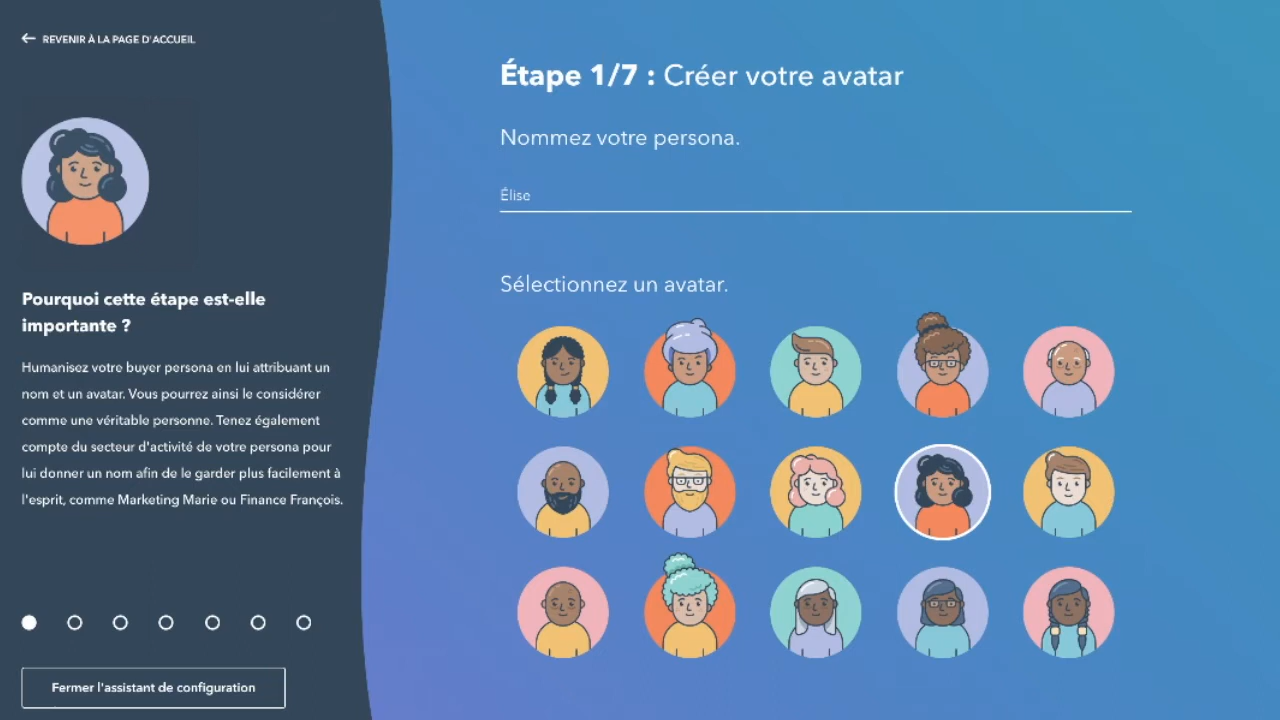 REVENIR À LA PAGE D'ACCUEIL
Pourquoi cette étape est-elle
importante ?
Humanisez votre buyer persona en lui attribuant un
nom et un avatar. Vous pourrez ainsi le considérer
comme une véritable personne. Tenez également
compte du secteur d'activité de votre persona pour
lui donner un nom afin de le garder plus facilement à
l'esprit, comme Marketing Marie ou Finance François.
Fermer l'assistant de configuration
Étape 1/7 : Créer votre avatar
Nommez votre persona.
Élise
Sélectionnez un avatar.